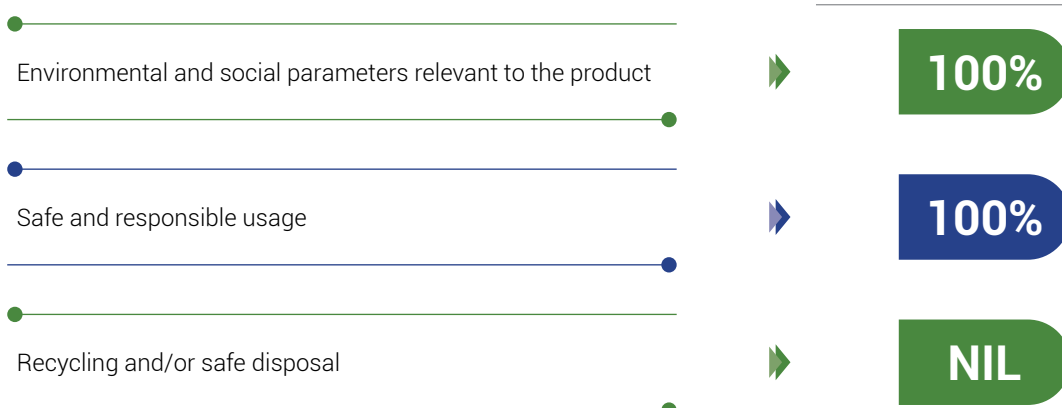 Environmental and social parameters relevant to the product
100%
Safe and responsible usage
100%
Recycling and/or safe disposal
NIL